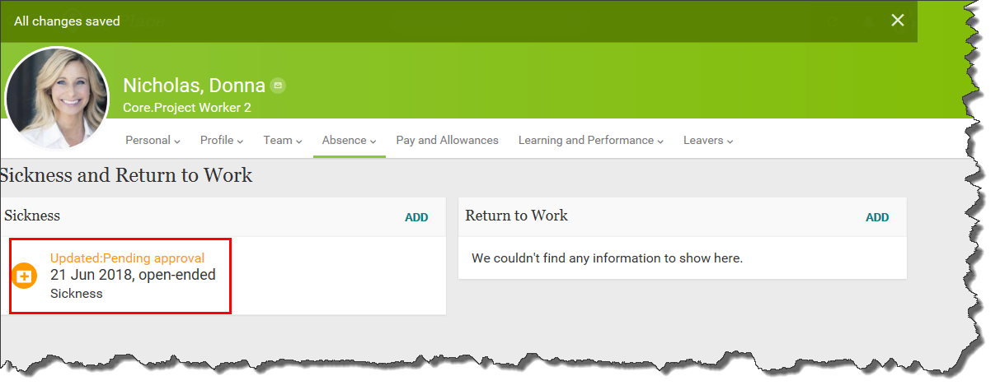 All changes saved
Nicholas, Donna
Core.Project Worker 2
Personal Profile Team Absence Pay and Allowances Learning and Performance Leavers
Sickness and Return to Work
Sickness ADD
Return to Work ADD
Updated:Pending approval
21 Jun 2018, open-ended
Sickness
We couldn't find any information to show here.